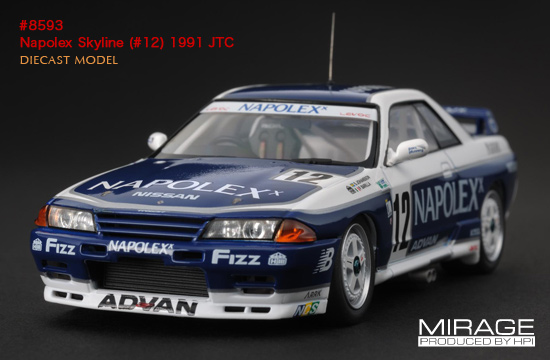 #8593
Napolex Skyline (#12) 1991 JTC
DIECAST MODEL
NAPOLEX
NAPOLEX
NISSAN
12
Fizz
NAPOLEX
Fizz
ADVAN
12
NAPOLEX
ADVAN
MIRAGE
PRODUCED BY HPI